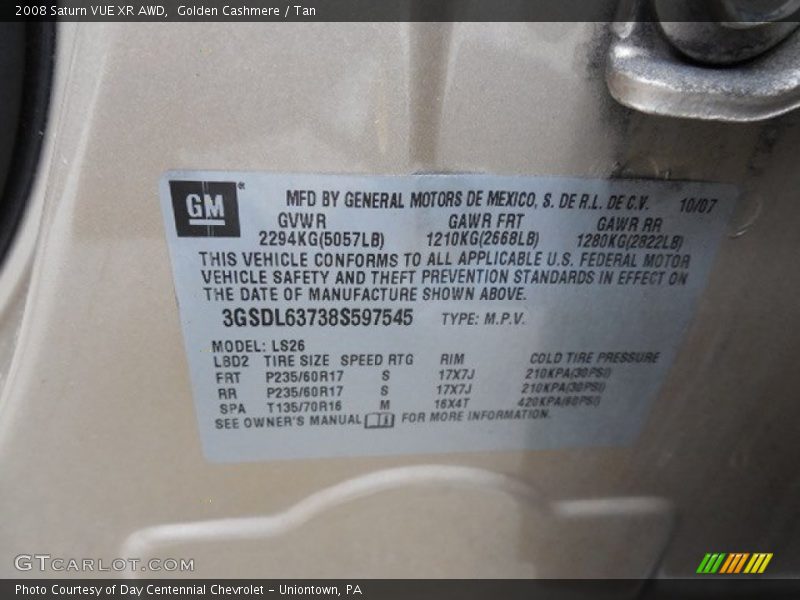 2008 Saturn VUE XR AWD,  Golden Cashmere / Tan
GM MFD BY GENERAL MOTORS DE MEXICO, S. DE R.L. DE C.V. 10/07
GVWR GAWR FRT GAWR RR
2294KG(5057LB) 1210KG(2668LB) 1280KG(2822LB)
THIS VEHICLE CONFORMS TO ALL APPLICABLE U.S. FEDERAL MOTOR
VEHICLE SAFETY AND THEFT PREVENTION STANDARDS IN EFFECT ON
THE DATE OF MANUFACTURE SHOWN ABOVE.
3GSDL63738S597545 TYPE: M.P.V.
MODEL: LS26
LBD2 TIRE SIZE SPEED RTG RIM COLD TIRE PRESSURE
FRT P235/60R17 S 17X7J 210KPA(30PSI)
RR P235/60R17 S 17X7J 210KPA(30PSI)
SPA T135/70R16 M 16X4T 420KPA(60PSI)
SEE OWNER'S MANUAL FOR MORE INFORMATION.
GTCARLOT.COM
Photo Courtesy of Day Centennial Chevrolet - Uniontown, PA